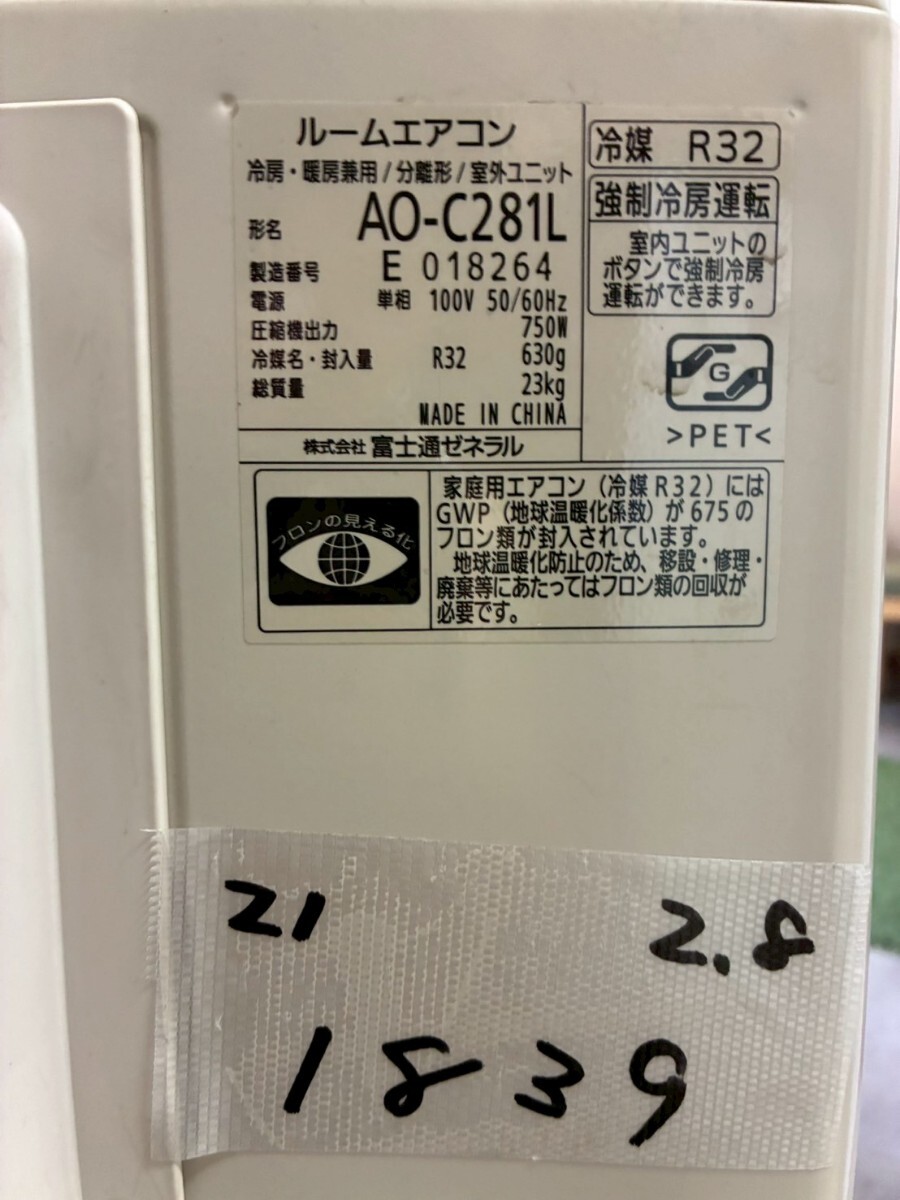 ルームエアコン
冷房・暖房兼用/分離形/室外ユニット
形名 AO-C281L
製造番号 E 018264
電源 単相 100V 50/60Hz
圧縮機出力 750W
冷媒名・封入量 R32 630g
総質量 23kg
MADE IN CHINA
株式会社 富士通ゼネラル
冷媒 R32
強制冷房運転
室内ユニットの
ボタンで強制冷房
運転ができます。
G
>PET<
フロンの見える化
家庭用エアコン（冷媒R32）には
GWP（地球温暖化係数）が675の
フロン類が封入されています。
地球温暖化防止のため、移設・修理・
廃棄等にあたってはフロン類の回収が
必要です。
21 2.8
1839